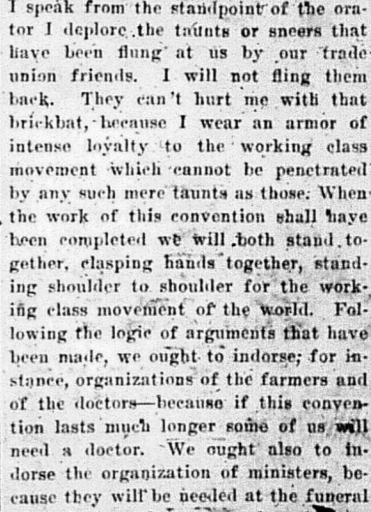 I speak from the standpoint of the ora-
tor I deplore the taunts or sneers that
have been flung at us by our trade
union friends. I will not fling them
back. They can't hurt me with that
brickbat, because I wear an armor of
intense loyalty to the working class
movement which cannot be penetrated
by any such mere taunts as those. When
the work of this convention shall have
been completed we will both stand to-
gether, clasping hands together, stand-
ing shoulder to shoulder for the work-
ing class movement of the world. Fol-
lowing the logic of arguments that have
been made, we ought to indorse, for in-
stance, organizations of the farmers and
of the doctors—because if this conven-
tion lasts much longer some of us will
need a doctor. We ought also to in-
dorse the organization of ministers, be-
cause they will be needed at the funeral